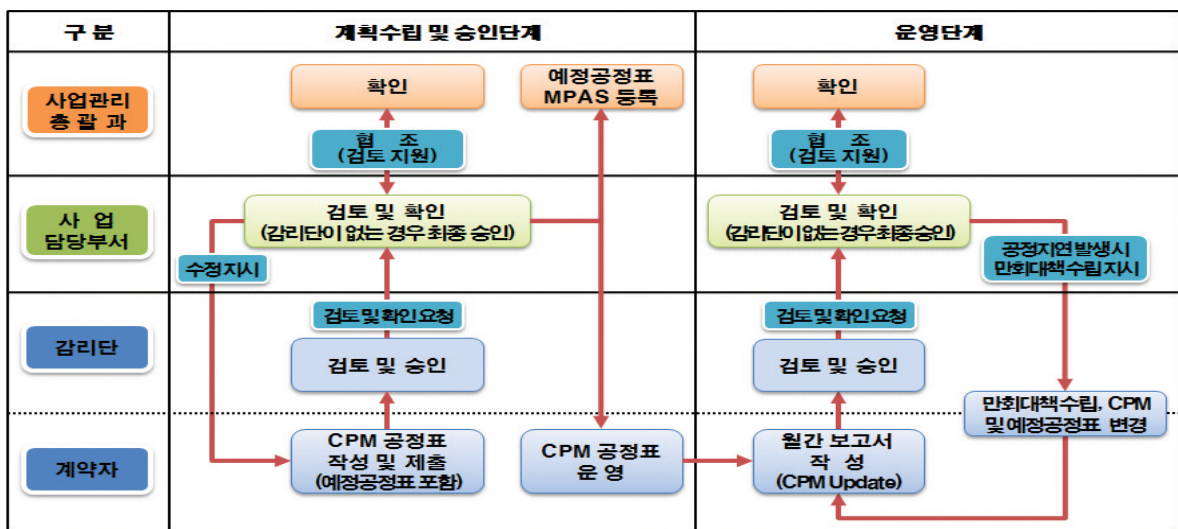 구 분
계획수립 및 승인단계
운영단계
사업관리
총 괄 과
확인
예정공정표
MPAS 등록
확인
협 조
(검토 지원)
협 조
(검토 지원)
사 업
담당부서
검토 및 확인
(감리단이 없는 경우 최종 승인)
검토 및 확인
(감리단이 없는 경우 최종 승인)
수정지시
공정지연 발생시
만회대책수립 지시
검토 및 확인 요청
검토 및 확인 요청
감리단
검토 및 승인
검토 및 승인
만회대책수립, CPM
및 예정공정표 변경
계약자
CPM 공정표
작성 및 제출
(예정공정표 포함)
CPM 공정표
운 영
월간 보고서
작 성
(CPM Update)